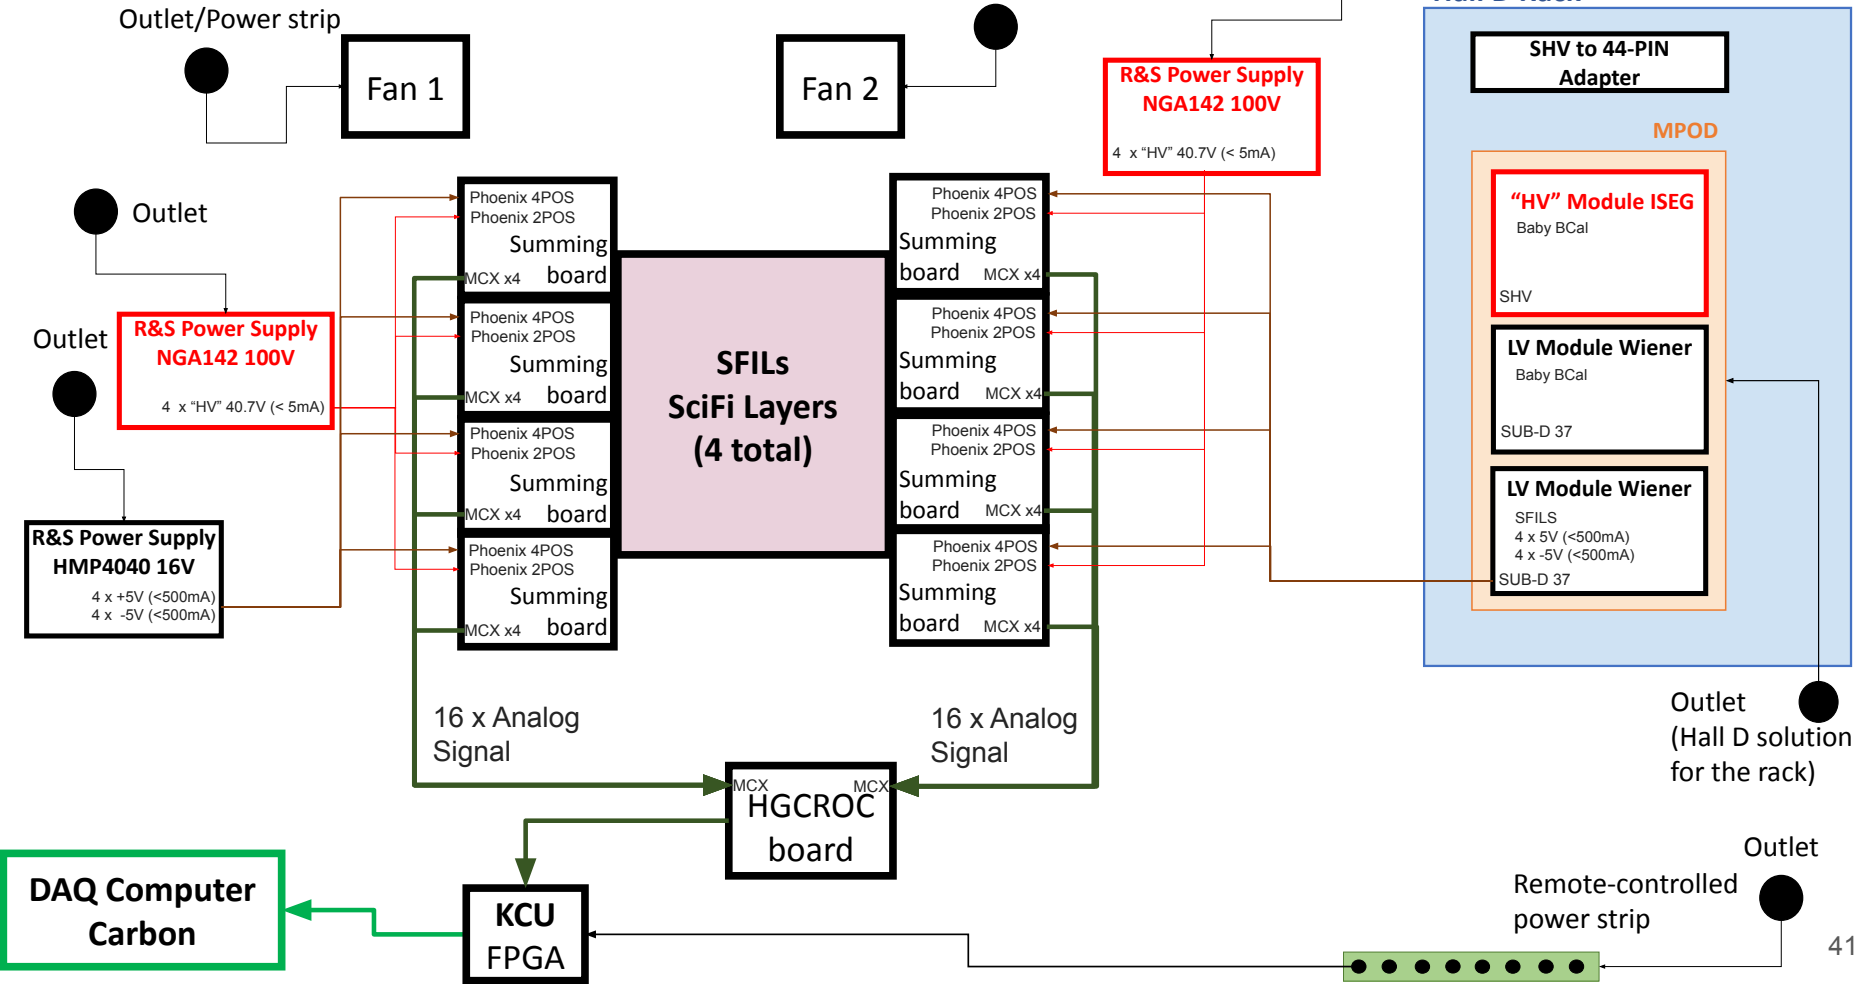 Outlet/Power strip
Fan 1
Fan 2
R&S Power Supply
NGA142 100V
4 x “HV” 40.7V (< 5mA)
SHV to 44-PIN
Adapter
MPOD
“HV” Module ISEG
Baby BCal
SHV
LV Module Wiener
Baby BCal
SUB-D 37
LV Module Wiener
SFILS
4 x 5V (<500mA)
4 x -5V (<500mA)
SUB-D 37
Outlet
(Hall D solution
for the rack)
Outlet
R&S Power Supply
NGA142 100V
4 x “HV” 40.7V (< 5mA)
Outlet
R&S Power Supply
HMP4040 16V
4 x +5V (<500mA)
4 x -5V (<500mA)
Phoenix 4POS
Phoenix 2POS
Summing
board
MCX x4
Phoenix 4POS
Phoenix 2POS
Summing
board
MCX x4
Phoenix 4POS
Phoenix 2POS
Summing
board
MCX x4
Phoenix 4POS
Phoenix 2POS
Summing
board
MCX x4
SFILs
SciFi Layers
(4 total)
Phoenix 4POS
Phoenix 2POS
Summing
board
MCX x4
Phoenix 4POS
Phoenix 2POS
Summing
board
MCX x4
Phoenix 4POS
Phoenix 2POS
Summing
board
MCX x4
Phoenix 4POS
Phoenix 2POS
Summing
board
MCX x4
16 x Analog
Signal
16 x Analog
Signal
MCX
MCX
HGCROC
board
DAQ Computer
Carbon
KCU
FPGA
Remote-controlled
power strip
Outlet
41